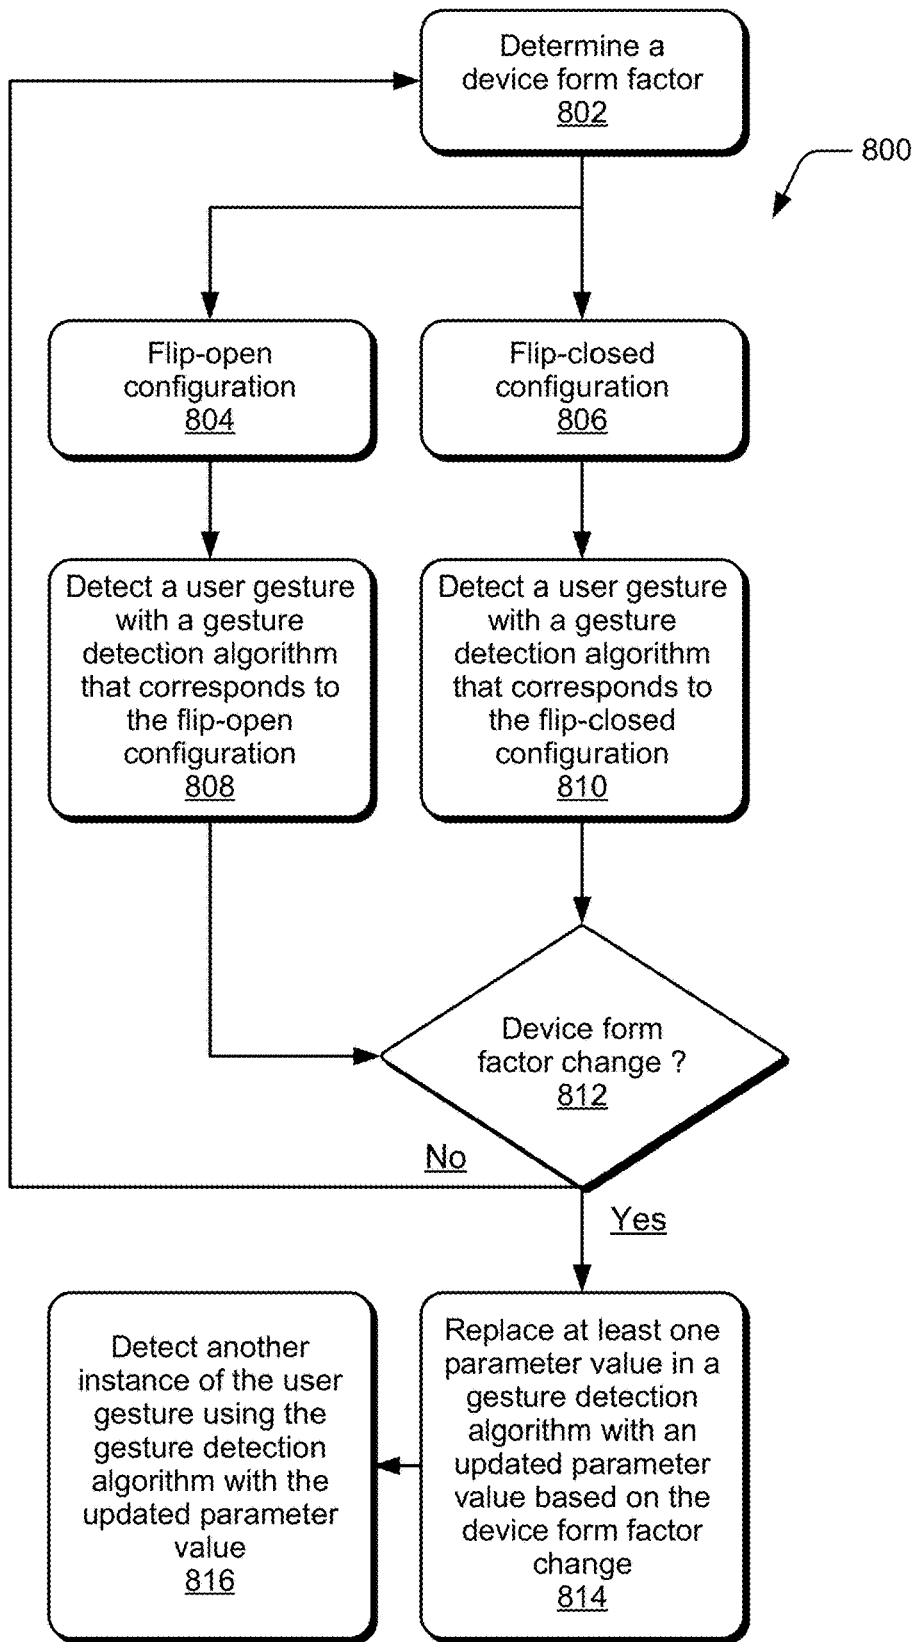 Determine a
device form factor
802
800
Flip-open
configuration
804
Flip-closed
configuration
806
Detect a user gesture
with a gesture
detection algorithm
that corresponds to
the flip-open
configuration
808
Detect a user gesture
with a gesture
detection algorithm
that corresponds to
the flip-closed
configuration
810
Device form
factor change ?
812
No
Yes
Detect another
instance of the user
gesture using the
gesture detection
algorithm with the
updated parameter
value
816
Replace at least one
parameter value in a
gesture detection
algorithm with an
updated parameter
value based on the
device form factor
change
814